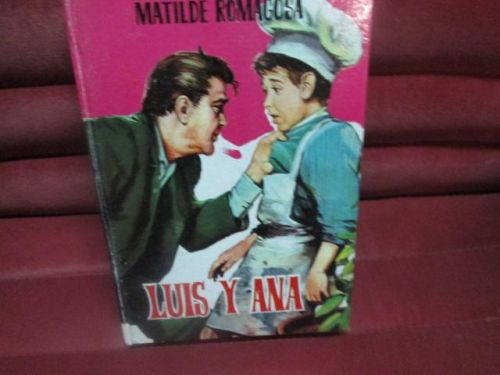 MATILDE ROMAGOSA
LUIS Y ANA